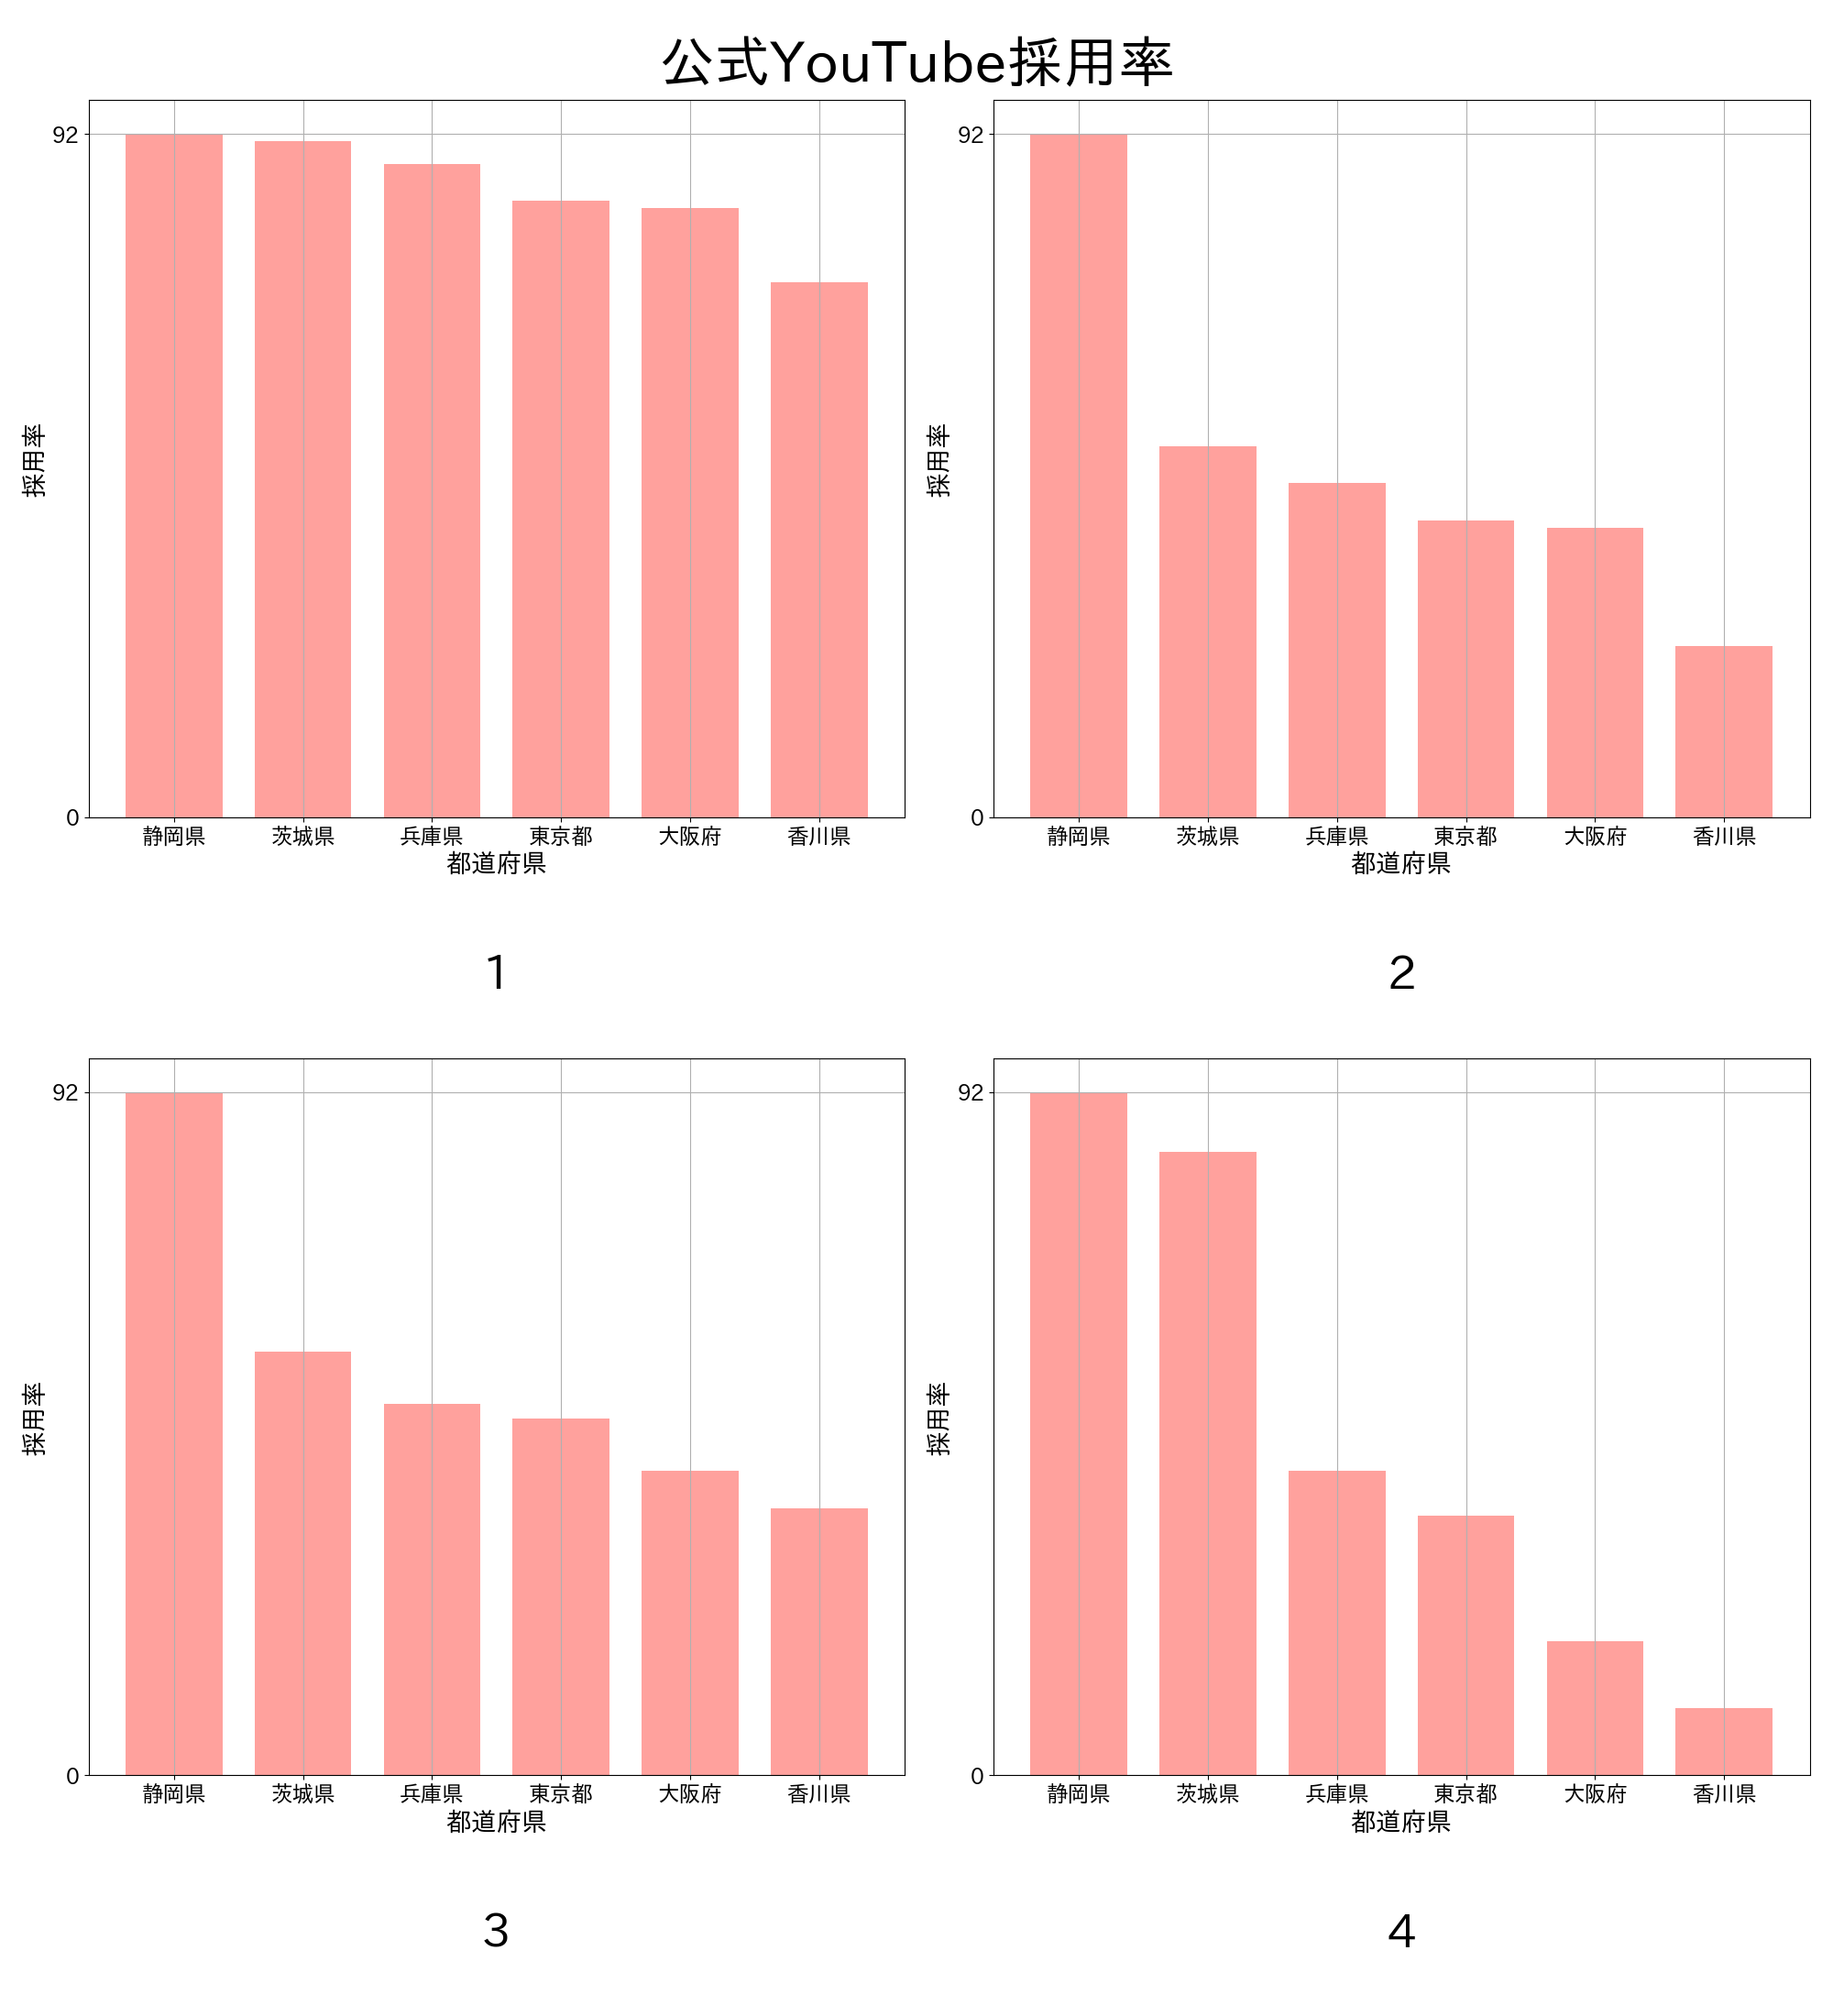 公式YouTube採用率
92
採用率
0
静岡県 茨城県 兵庫県 東京都 大阪府 香川県
都道府県
1
92
採用率
0
静岡県 茨城県 兵庫県 東京都 大阪府 香川県
都道府県
2
92
採用率
0
静岡県 茨城県 兵庫県 東京都 大阪府 香川県
都道府県
3
92
採用率
0
静岡県 茨城県 兵庫県 東京都 大阪府 香川県
都道府県
4